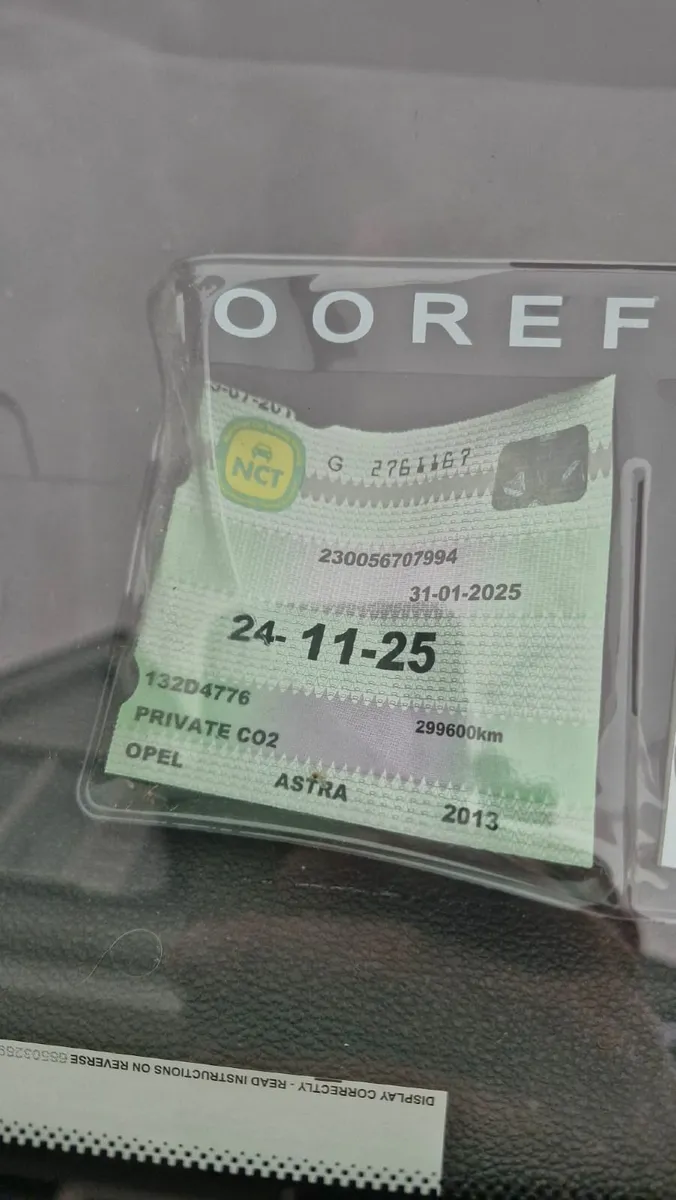 OOREF
NCT
G 2761167
230056707994
31-01-2025
24-11-25
132D4776
PRIVATE CO2
299600km
OPEL
ASTRA
2013
DISPLAY CORRECTLY - READ INSTRUCTIONS ON REVERSE